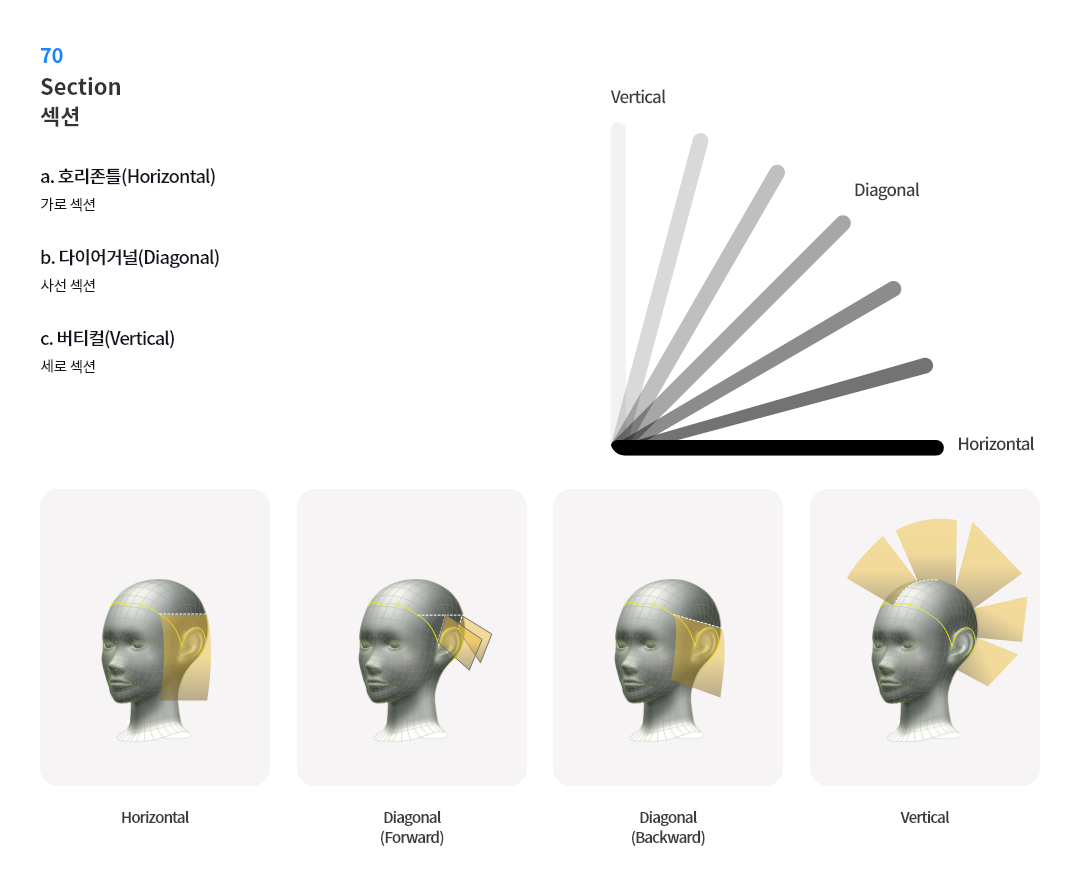 70
Section
섹션
a. 호리존틀(Horizontal)
가로 섹션
b. 다이어거널(Diagonal)
사선 섹션
c. 버티컬(Vertical)
세로 섹션
Vertical
Diagonal
Horizontal
Horizontal
Diagonal
(Forward)
Diagonal
(Backward)
Vertical